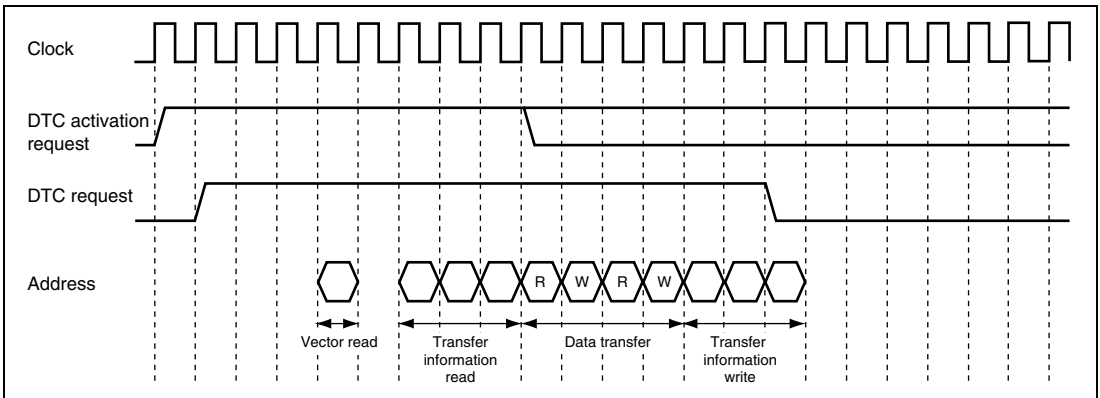 Clock
DTC activation
request
DTC request
Address
R W R W
Vector read
Transfer
information
read
Data transfer
Transfer
information
write